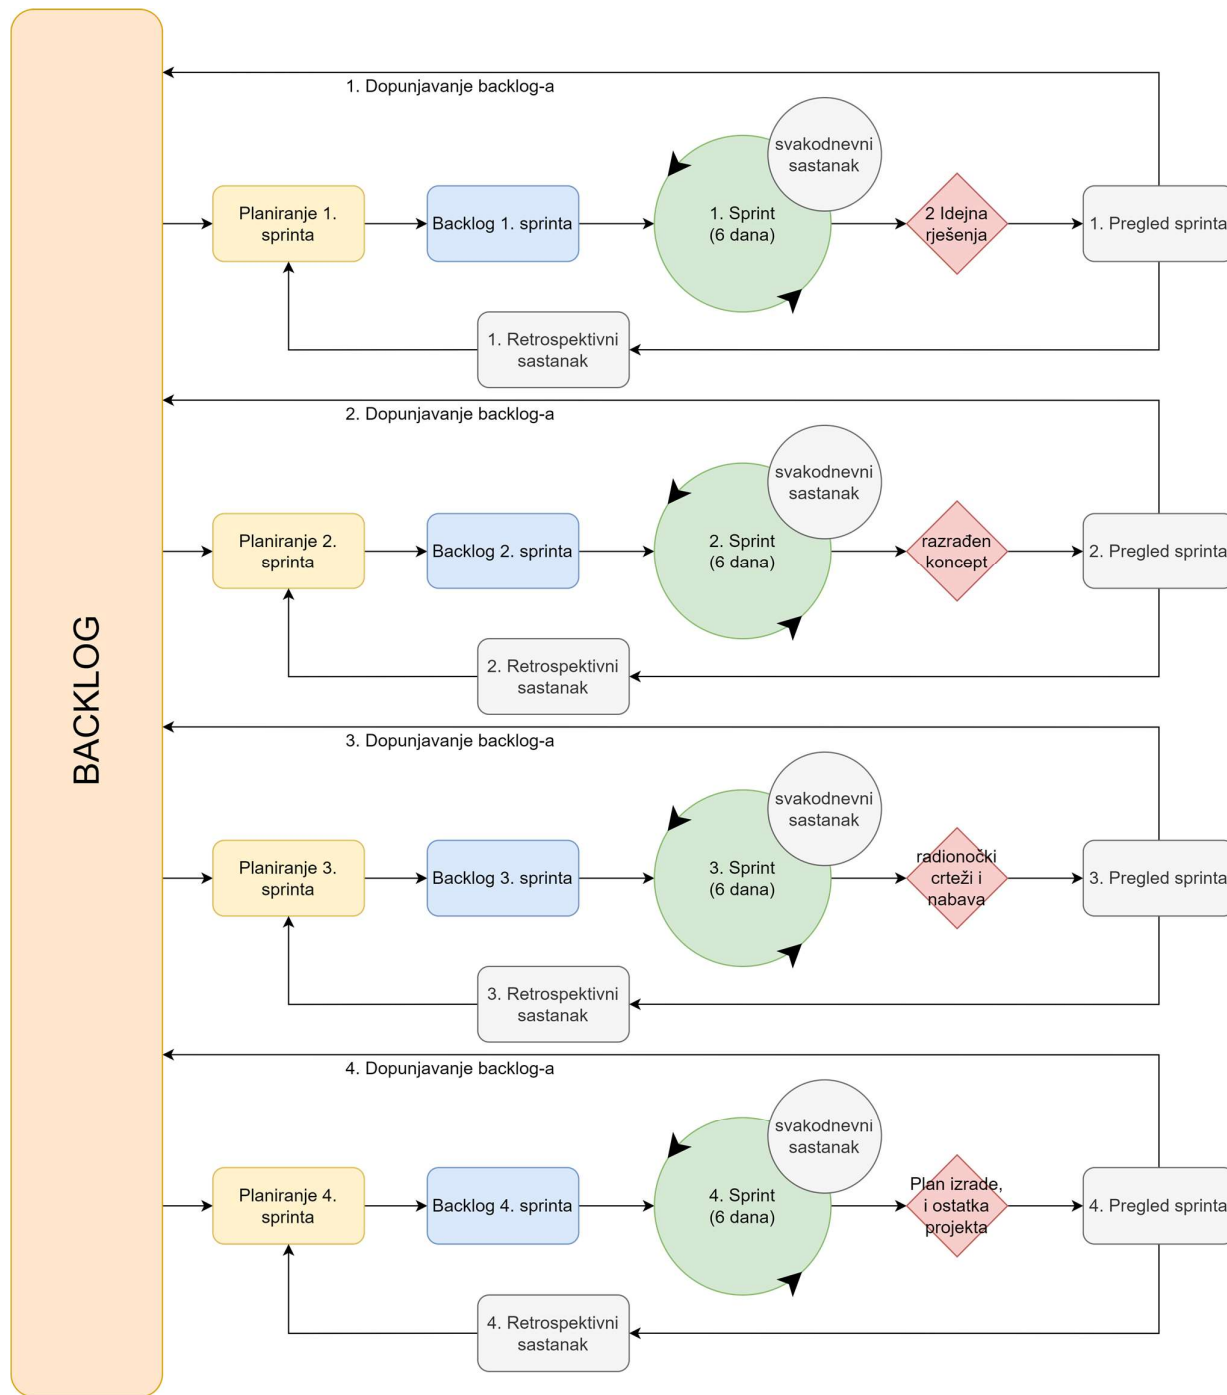 BACKLOG
1. Dopunjavanje backlog-a
svakodnevni
sastanak
Planiranje 1.
sprinta
Backlog 1. sprinta
1. Sprint
(6 dana)
2 Idejna
rješenja
1. Pregled sprinta
1. Retrospektivni
sastanak
2. Dopunjavanje backlog-a
svakodnevni
sastanak
Planiranje 2.
sprinta
Backlog 2. sprinta
2. Sprint
(6 dana)
razrađen
koncept
2. Pregled sprinta
2. Retrospektivni
sastanak
3. Dopunjavanje backlog-a
svakodnevni
sastanak
Planiranje 3.
sprinta
Backlog 3. sprinta
3. Sprint
(6 dana)
radionočki
crteži i
nabava
3. Pregled sprinta
3. Retrospektivni
sastanak
4. Dopunjavanje backlog-a
svakodnevni
sastanak
Planiranje 4.
sprinta
Backlog 4. sprinta
4. Sprint
(6 dana)
Plan izrade,
i ostatka
projekta
4. Pregled sprinta
4. Retrospektivni
sastanak